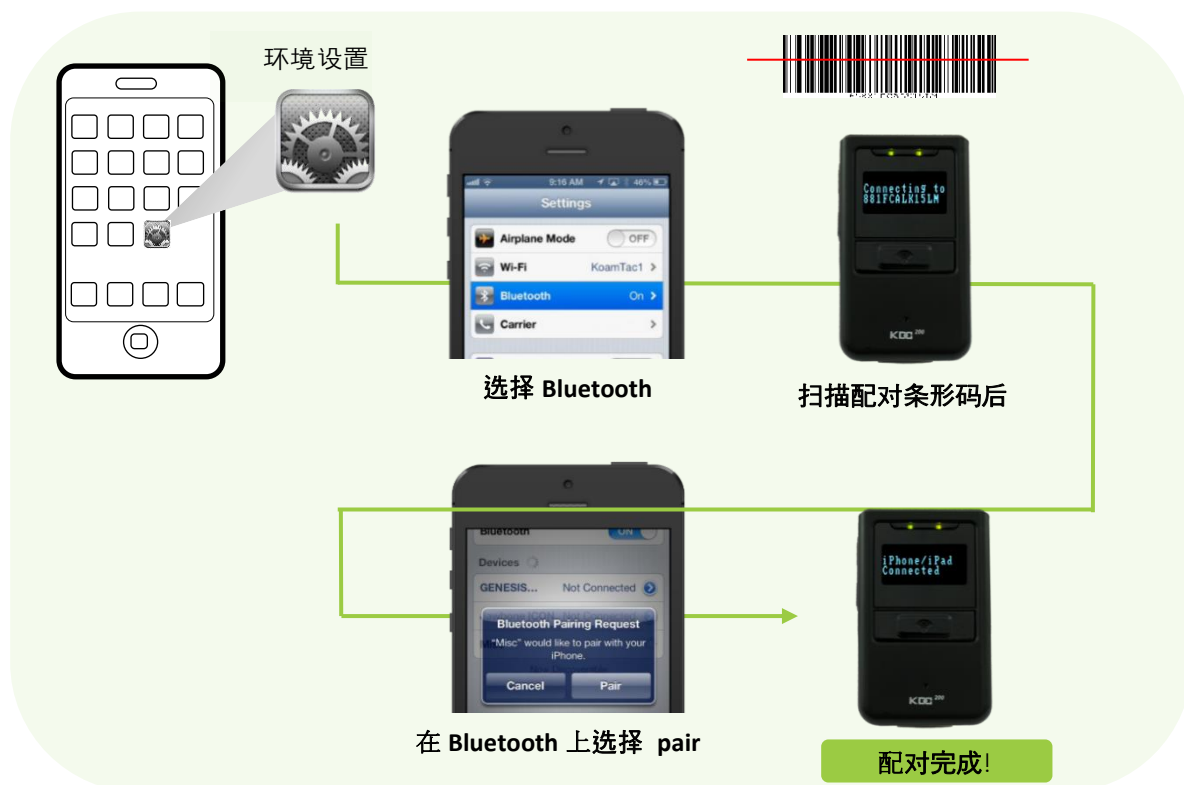 环境设置
9:16 AM
46%
Settings
Airplane Mode OFF
Wi-Fi KoamTac1
Bluetooth On
Carrier
选择 Bluetooth
Connecting to
881FCALK15LM
KDC 200
扫描配对条形码后
Bluetooth ON
Devices
GENESIS... Not Connected
Bluetooth Pairing Request
"Misc" would like to pair with your
iPhone.
Cancel Pair
在 Bluetooth 上选择 pair
iPhone/iPad
Connected
KDC 200
配对完成!